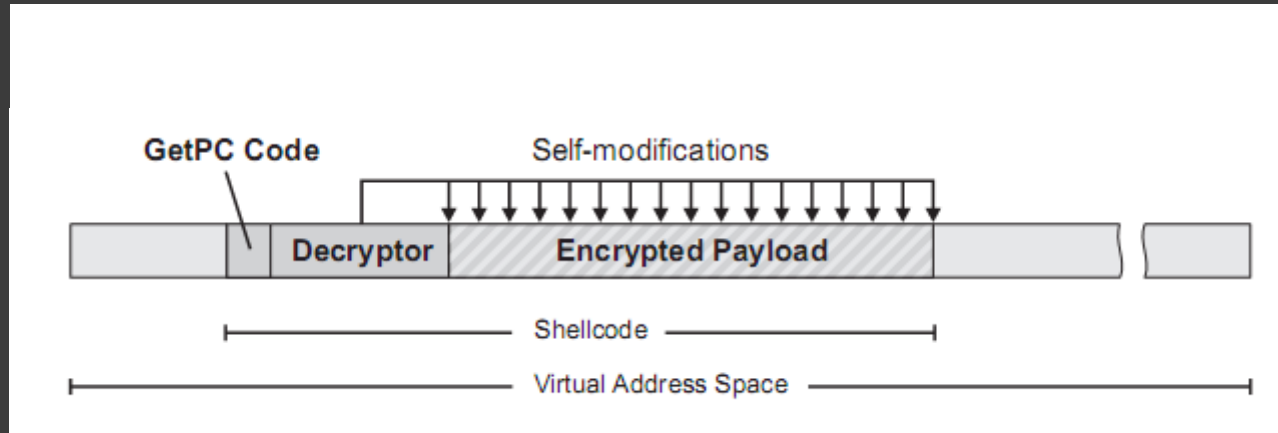 GetPC Code
Self-modifications
Decryptor
Encrypted Payload
Shellcode
Virtual Address Space